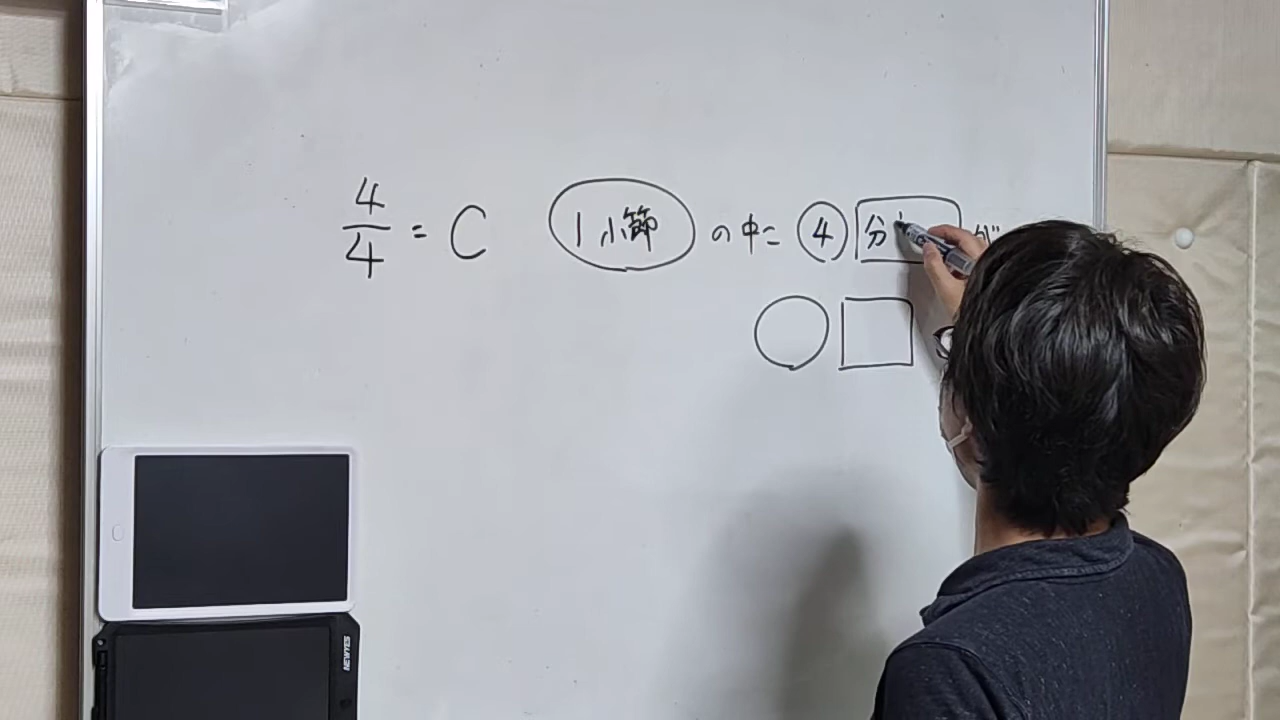 4/4 = C 1小節 の中に ④ 分 が
NEWYES